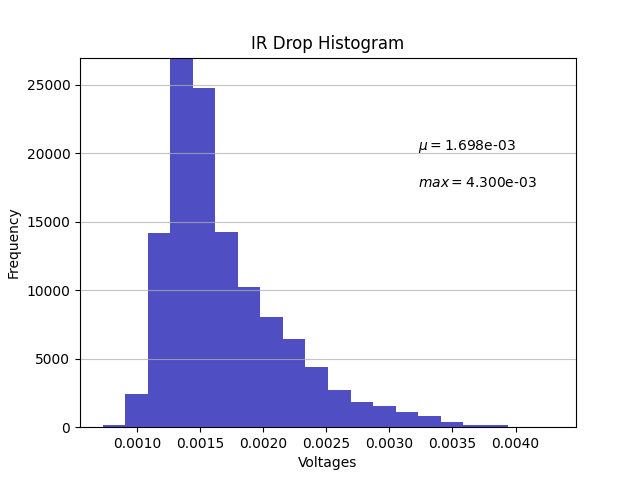 IR Drop Histogram
25000
20000
15000
10000
5000
0
Frequency
μ = 1.698e-03
max = 4.300e-03
0.0010 0.0015 0.0020 0.0025 0.0030 0.0035 0.0040
Voltages